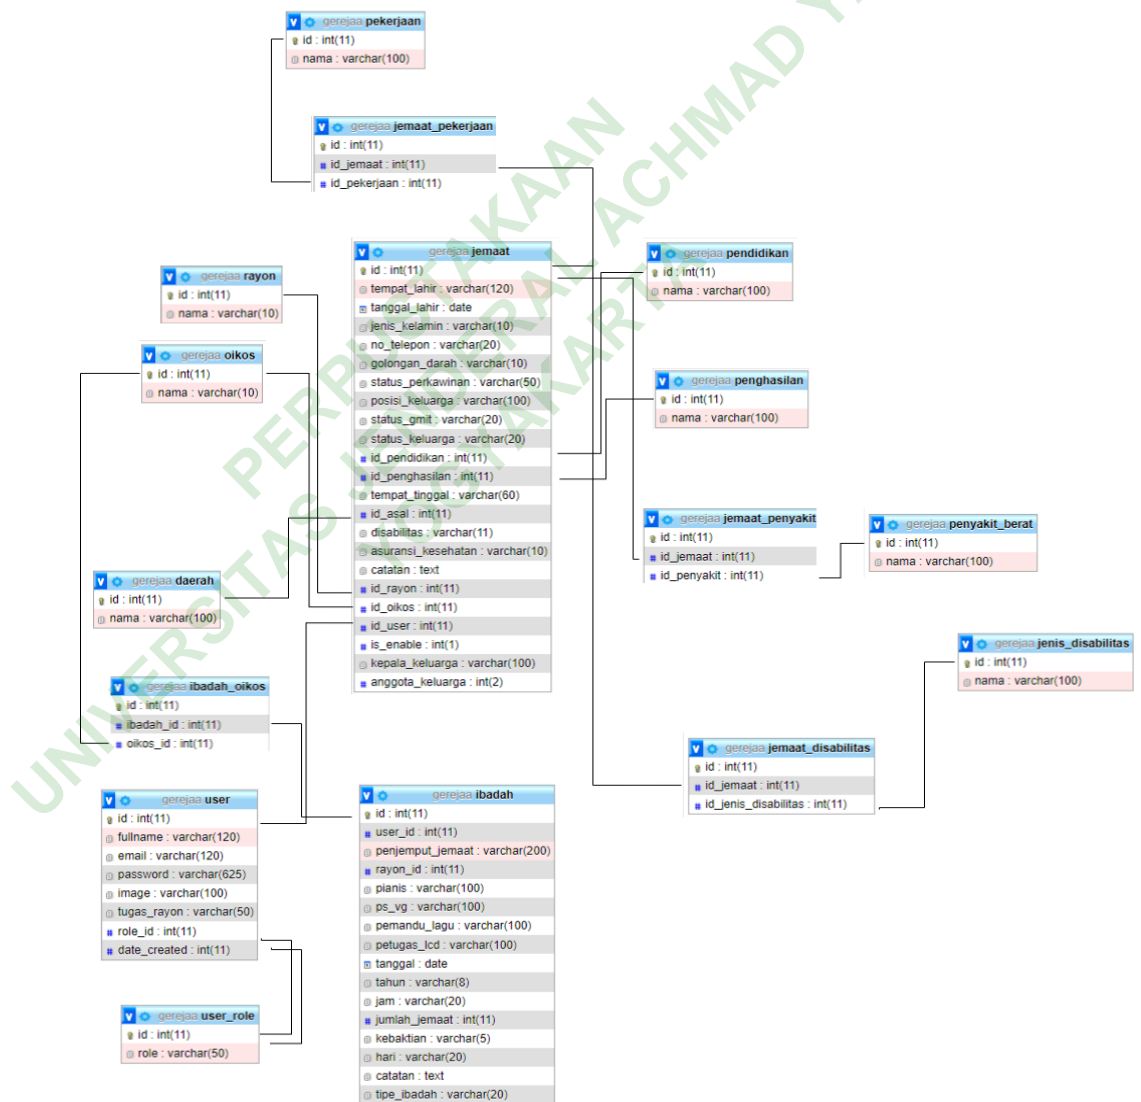 gerejaa pekerjaan
id : int(11)
nama : varchar(100)
gerejaa jemaat_pekerjaan
id : int(11)
id_jemaat : int(11)
id_pekerjaan : int(11)
gerejaa jemaat
id : int(11)
tempat_lahir : varchar(120)
tanggal_lahir : date
jenis_kelamin : varchar(10)
no_telepon : varchar(20)
golongan_darah : varchar(10)
status_perkawinan : varchar(50)
posisi_keluarga : varchar(100)
status_gmit : varchar(20)
status_keluarga : varchar(20)
id_pendidikan : int(11)
id_penghasilan : int(11)
tempat_tinggal : varchar(60)
id_asal : int(11)
disabilitas : varchar(11)
asuransi_kesehatan : varchar(10)
catatan : text
id_rayon : int(11)
id_oikos : int(11)
id_user : int(11)
is_enable : int(1)
kepala_keluarga : varchar(100)
anggota_keluarga : int(2)
gerejaa pendidikan
id : int(11)
nama : varchar(100)
gerejaa rayon
id : int(11)
nama : varchar(10)
gerejaa oikos
id : int(11)
nama : varchar(10)
gerejaa penghasilan
id : int(11)
nama : varchar(100)
gerejaa jemaat_penyakit
id : int(11)
id_jemaat : int(11)
id_penyakit : int(11)
gerejaa penyakit_berat
id : int(11)
nama : varchar(100)
gerejaa daerah
id : int(11)
nama : varchar(100)
gerejaa jenis_disabilitas
id : int(11)
nama : varchar(100)
gerejaa ibadah_oikos
id : int(11)
ibadah_id : int(11)
oikos_id : int(11)
gerejaa jemaat_disabilitas
id : int(11)
id_jemaat : int(11)
id_jenis_disabilitas : int(11)
gerejaa user
id : int(11)
fullname : varchar(120)
email : varchar(120)
password : varchar(625)
image : varchar(100)
tugas_rayon : varchar(50)
role_id : int(11)
date_created : int(11)
gerejaa ibadah
id : int(11)
user_id : int(11)
penjemput_jemaat : varchar(200)
rayon_id : int(11)
pianis : varchar(100)
ps_vg : varchar(100)
pemandu_lagu : varchar(100)
petugas_lcd : varchar(100)
tanggal : date
tahun : varchar(8)
jam : varchar(20)
jumlah_jemaat : int(11)
kebaktian : varchar(5)
hari : varchar(20)
catatan : text
tipe_ibadah : varchar(20)
gerejaa user_role
id : int(11)
role : varchar(50)
PERPUSTAKAAN
UNIVERSITAS JENDERAL ACHMAD Y
YOGYAKARTA